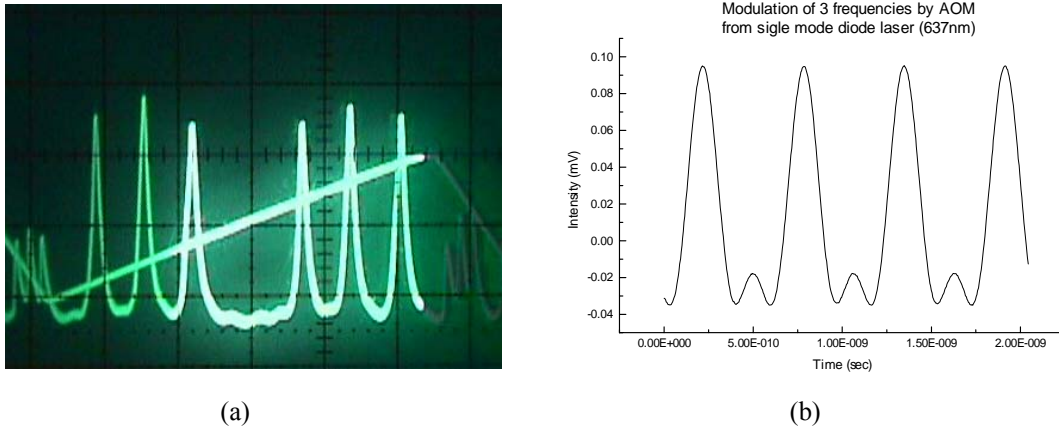 Modulation of 3 frequencies by AOM
from sigle mode diode laser (637nm)
0.10
0.08
0.06
0.04
0.02
0.00
-0.02
-0.04
Intensity (mV)
0.00E+000 5.00E-010 1.00E-009 1.50E-009 2.00E-009
Time (sec)
(a) (b)